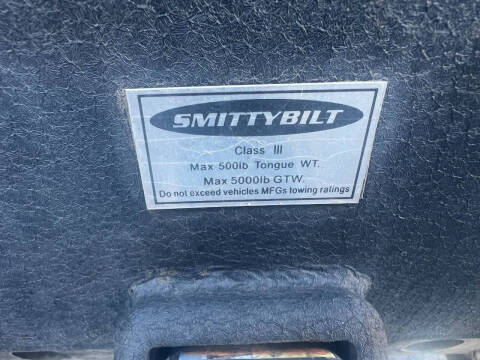 SMITTYBILT
Class III
Max 500lb Tongue WT.
Max 5000lb GTW.
Do not exceed vehicles MFGs towing ratings